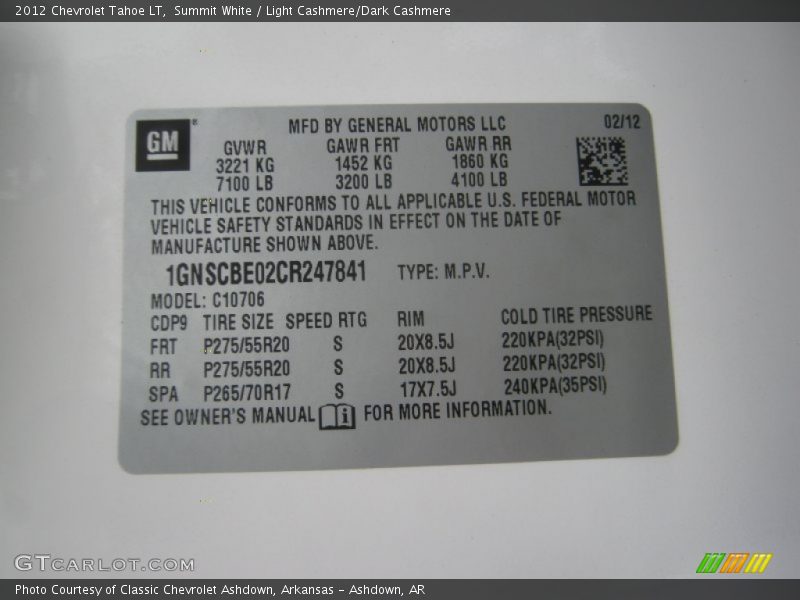 2012 Chevrolet Tahoe LT, Summit White / Light Cashmere/Dark Cashmere
GM
MFD BY GENERAL MOTORS LLC 02/12
GVWR GAWR FRT GAWR RR
3221 KG 1452 KG 1860 KG
7100 LB 3200 LB 4100 LB
THIS VEHICLE CONFORMS TO ALL APPLICABLE U.S. FEDERAL MOTOR
VEHICLE SAFETY STANDARDS IN EFFECT ON THE DATE OF
MANUFACTURE SHOWN ABOVE.
1GNSCBE02CR247841 TYPE: M.P.V.
MODEL: C10706
CDP9 TIRE SIZE SPEED RTG RIM COLD TIRE PRESSURE
FRT P275/55R20 S 20X8.5J 220KPA(32PSI)
RR P275/55R20 S 20X8.5J 220KPA(32PSI)
SPA P265/70R17 S 17X7.5J 240KPA(35PSI)
SEE OWNER'S MANUAL i FOR MORE INFORMATION.
GTCARLOT.COM
Photo Courtesy of Classic Chevrolet Ashdown, Arkansas - Ashdown, AR